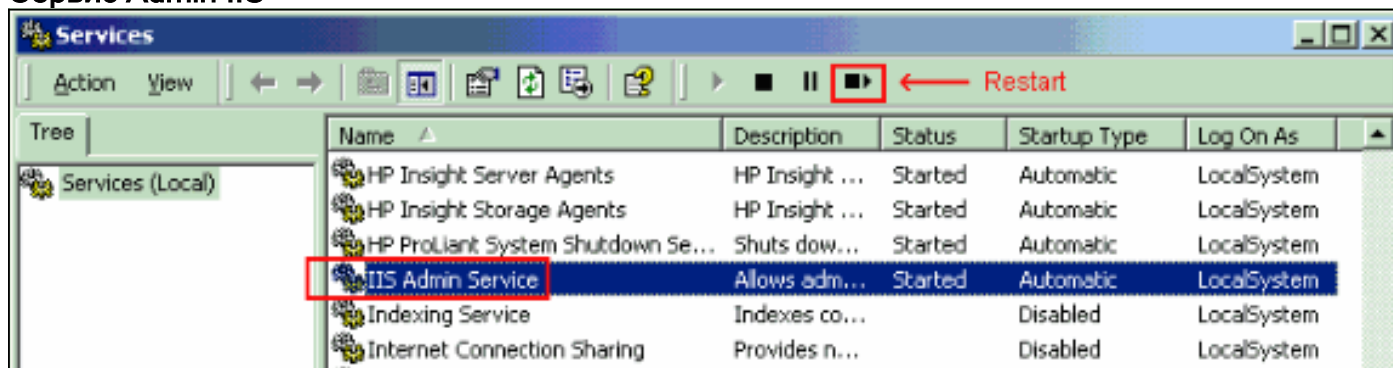 Сервис Admin IIS
Services
Action View Restart
Tree
Name Description Status Startup Type Log On As
Services (Local)
HP Insight Server Agents HP Insight ... Started Automatic LocalSystem
HP Insight Storage Agents HP Insight ... Started Automatic LocalSystem
HP ProLiant System Shutdown Se... Shuts dow... Started Automatic LocalSystem
IIS Admin Service Allows adm... Started Automatic LocalSystem
Indexing Service Indexes co... Disabled LocalSystem
Internet Connection Sharing Provides n... Disabled LocalSystem